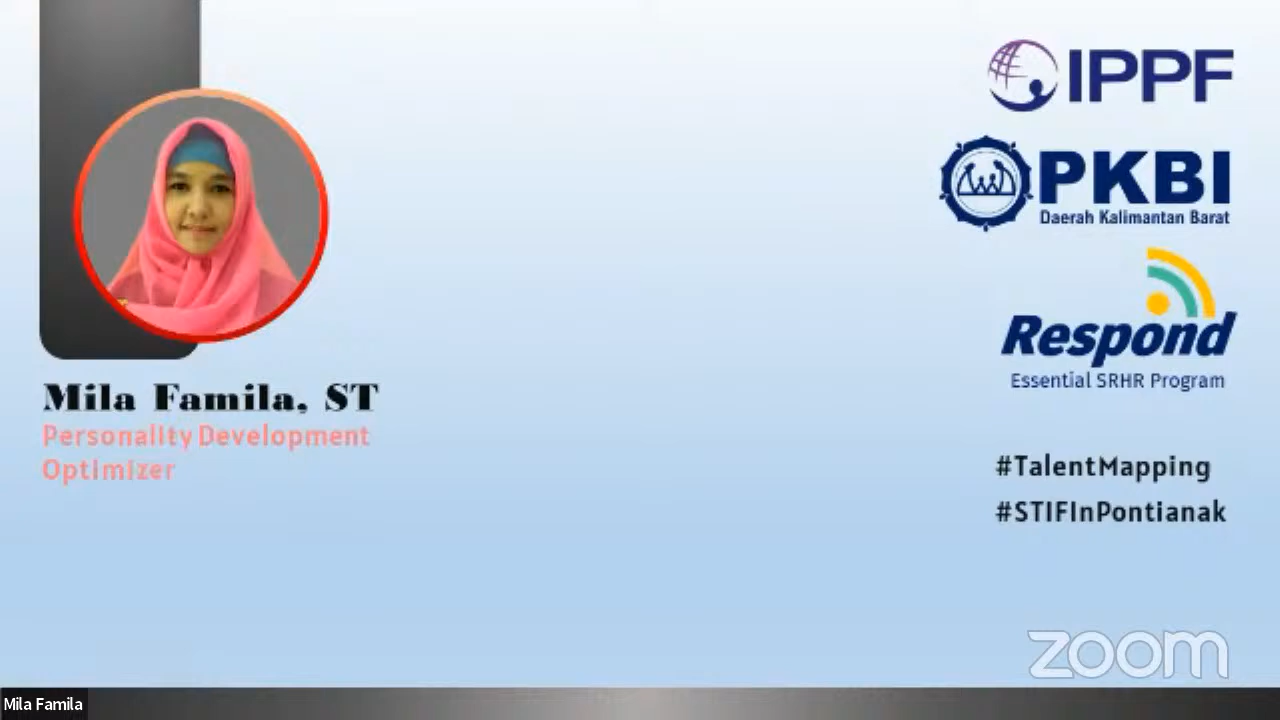 IPPF
PKBI
Daerah Kalimantan Barat
Respond
Essential SRHR Program
Mila Famila, ST
Personality Development
Optimizer
#TalentMapping
#STIFInPontianak
zoom
Mila Famila